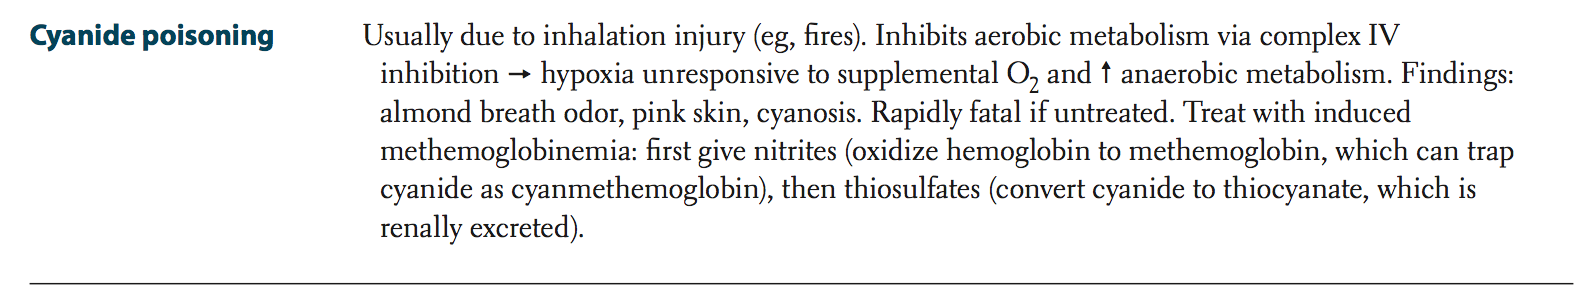 Cyanide poisoning
Usually due to inhalation injury (eg, fires). Inhibits aerobic metabolism via complex IV
inhibition → hypoxia unresponsive to supplemental O₂ and ↑ anaerobic metabolism. Findings:
almond breath odor, pink skin, cyanosis. Rapidly fatal if untreated. Treat with induced
methemoglobinemia: first give nitrites (oxidize hemoglobin to methemoglobin, which can trap
cyanide as cyanmethemoglobin), then thiosulfates (convert cyanide to thiocyanate, which is
renally excreted).